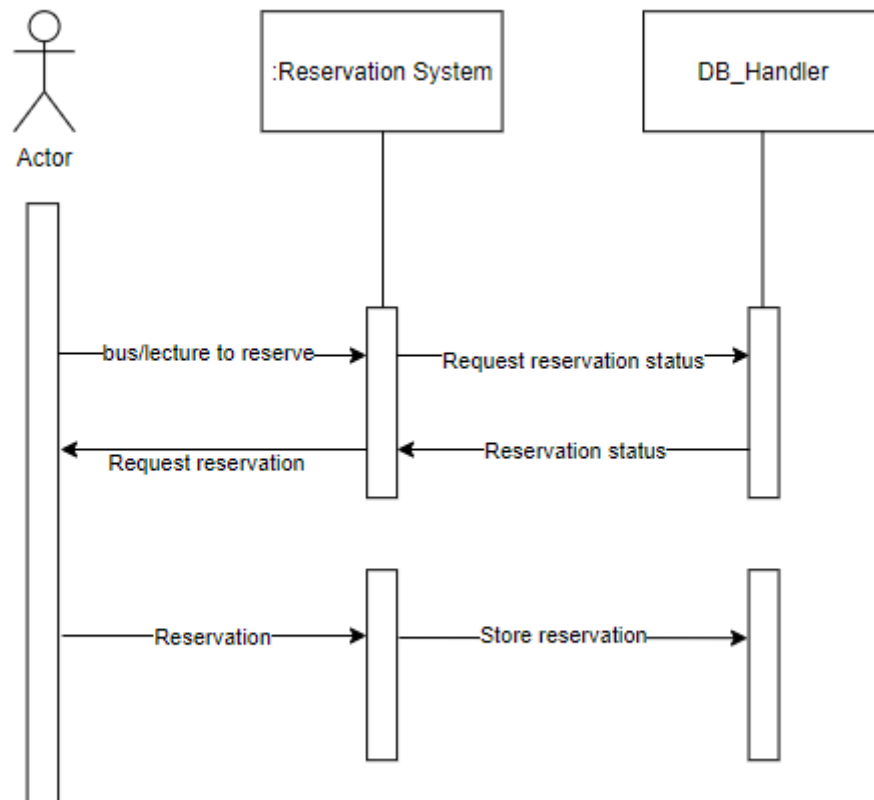 :Reservation System
DB_Handler
Actor
bus/lecture to reserve
Request reservation status
Reservation status
Request reservation
Reservation
Store reservation